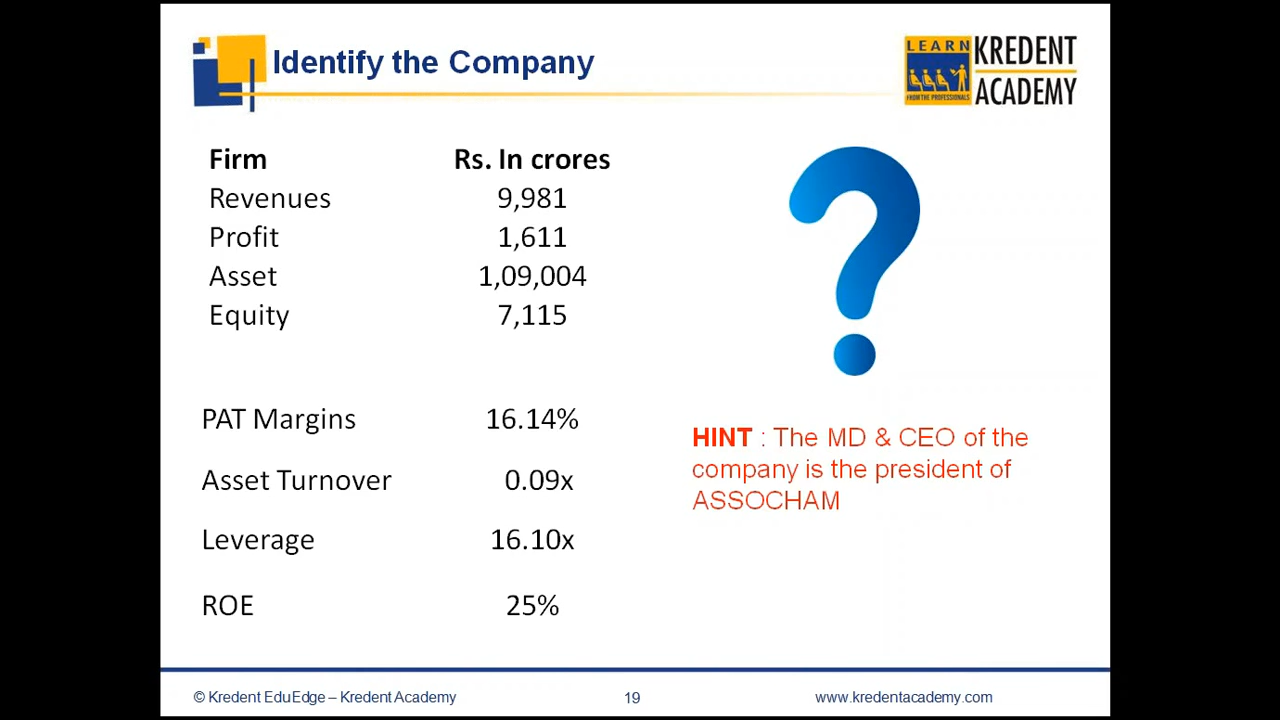 Identify the Company
LEARN
FROM THE PROFESSIONALS
KREDENT
ACADEMY
Firm Rs. In crores
Revenues 9,981
Profit 1,611
Asset 1,09,004
Equity 7,115
PAT Margins 16.14%
Asset Turnover 0.09x
Leverage 16.10x
ROE 25%
HINT : The MD & CEO of the
company is the president of
ASSOCHAM
© Kredent EduEdge – Kredent Academy 19 www.kredentacademy.com